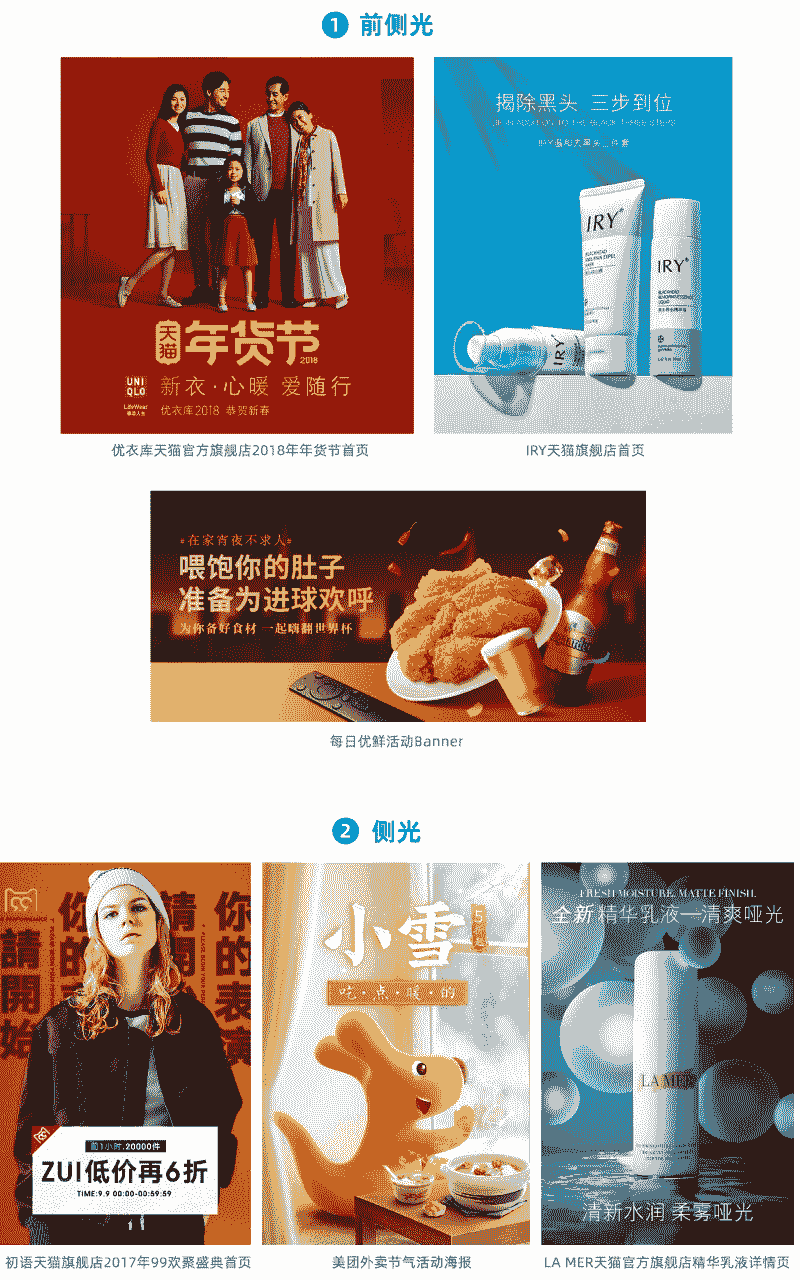 1 前侧光
揭除黑头 三步到位
IRY
BLACKHEAD
IRY
BLACKHEAD
IRY
天猫 年货节
2018
UNI
QLO
LifeWear
新衣·心暖 爱随行
优衣库2018 恭贺新春
优衣库天猫官方旗舰店2018年年货节首页
IRY天猫旗舰店首页
#在家宵夜不求人#
喂饱你的肚子
准备为进球欢呼
为你备好食材 一起嗨翻世界杯
每日优鲜活动Banner
2 侧光
請開始
你的表演
請開始
你的表演
前1小时.20000件
ZUI低价再6折
TIME:9.9 00:00-00:59:59
小雪
吃·点·暖·的
FRESH MOISTURE. MATTE FINISH.
全新精华乳液—清爽哑光
LA MER
清新水润 柔雾哑光
初语天猫旗舰店2017年99欢聚盛典首页
美团外卖节气活动海报
LA MER天猫官方旗舰店精华乳液详情页